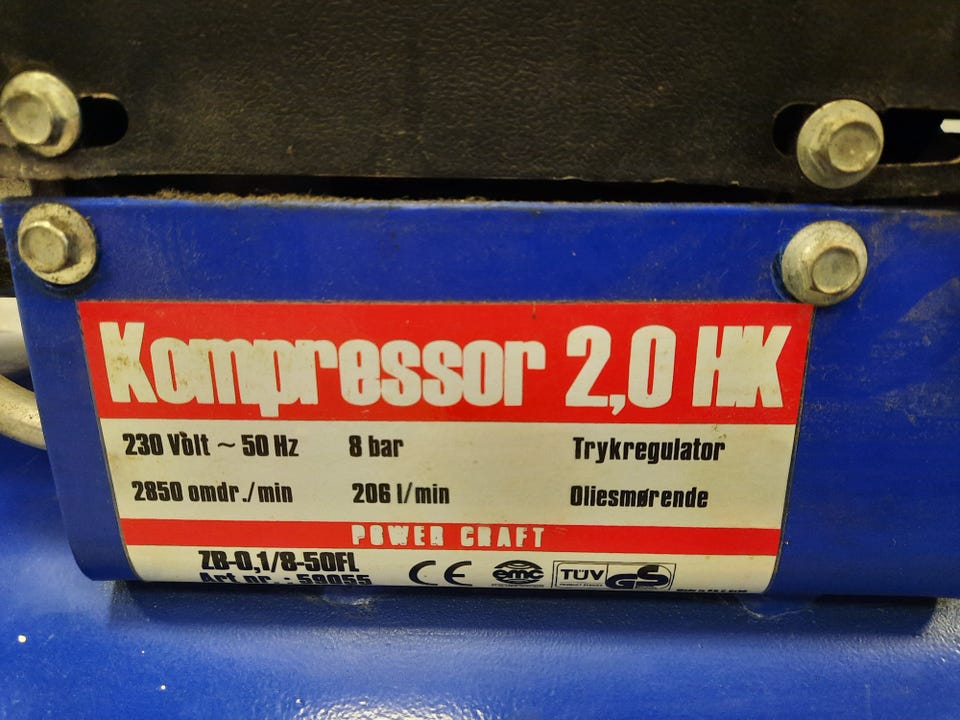 Kompressor 2,0 HK
230 Volt ~ 50 Hz 8 bar Trykregulator
2850 omdr./min 206 l/min Oliesmørende
POWER CRAFT
ZB-0,1/8-50FL
Art nr.: 59055
CE emc TÜV GS